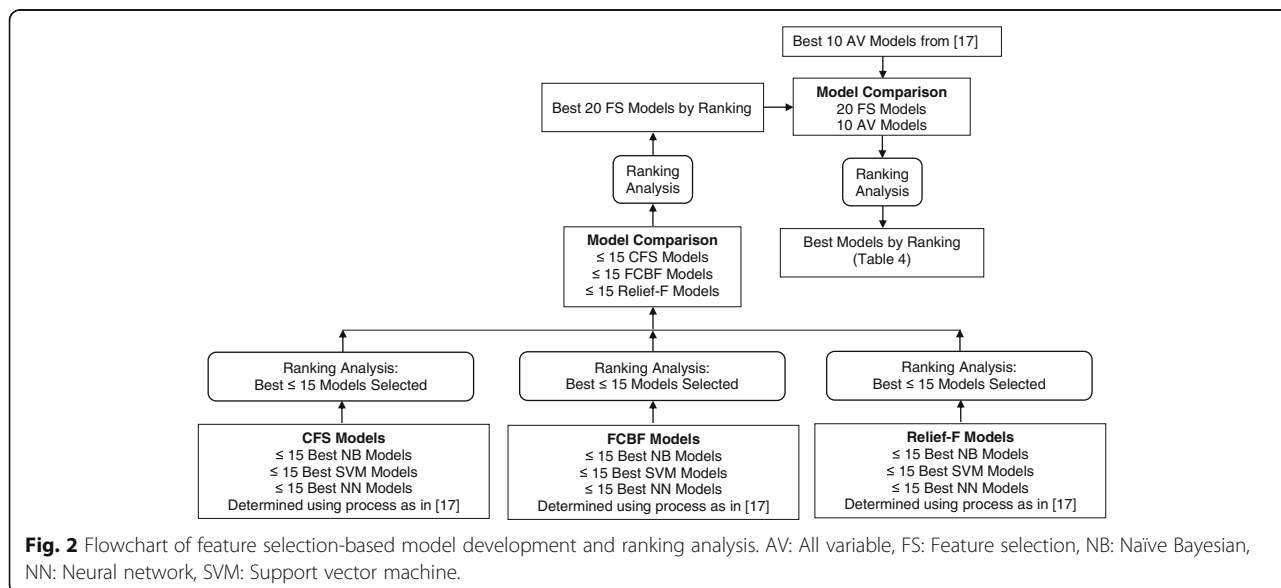 Best 10 AV Models from [17]
Best 20 FS Models by Ranking
Model Comparison
20 FS Models
10 AV Models
Ranking
Analysis
Ranking
Analysis
Best Models by Ranking
(Table 4)
Model Comparison
≤ 15 CFS Models
≤ 15 FCBF Models
≤ 15 Relief-F Models
Ranking Analysis:
Best ≤ 15 Models Selected
Ranking Analysis:
Best ≤ 15 Models Selected
Ranking Analysis:
Best ≤ 15 Models Selected
CFS Models
≤ 15 Best NB Models
≤ 15 Best SVM Models
≤ 15 Best NN Models
Determined using process as in [17]
FCBF Models
≤ 15 Best NB Models
≤ 15 Best SVM Models
≤ 15 Best NN Models
Determined using process as in [17]
Relief-F Models
≤ 15 Best NB Models
≤ 15 Best SVM Models
≤ 15 Best NN Models
Determined using process as in [17]
Fig. 2 Flowchart of feature selection-based model development and ranking analysis. AV: All variable, FS: Feature selection, NB: Naïve Bayesian,
NN: Neural network, SVM: Support vector machine.